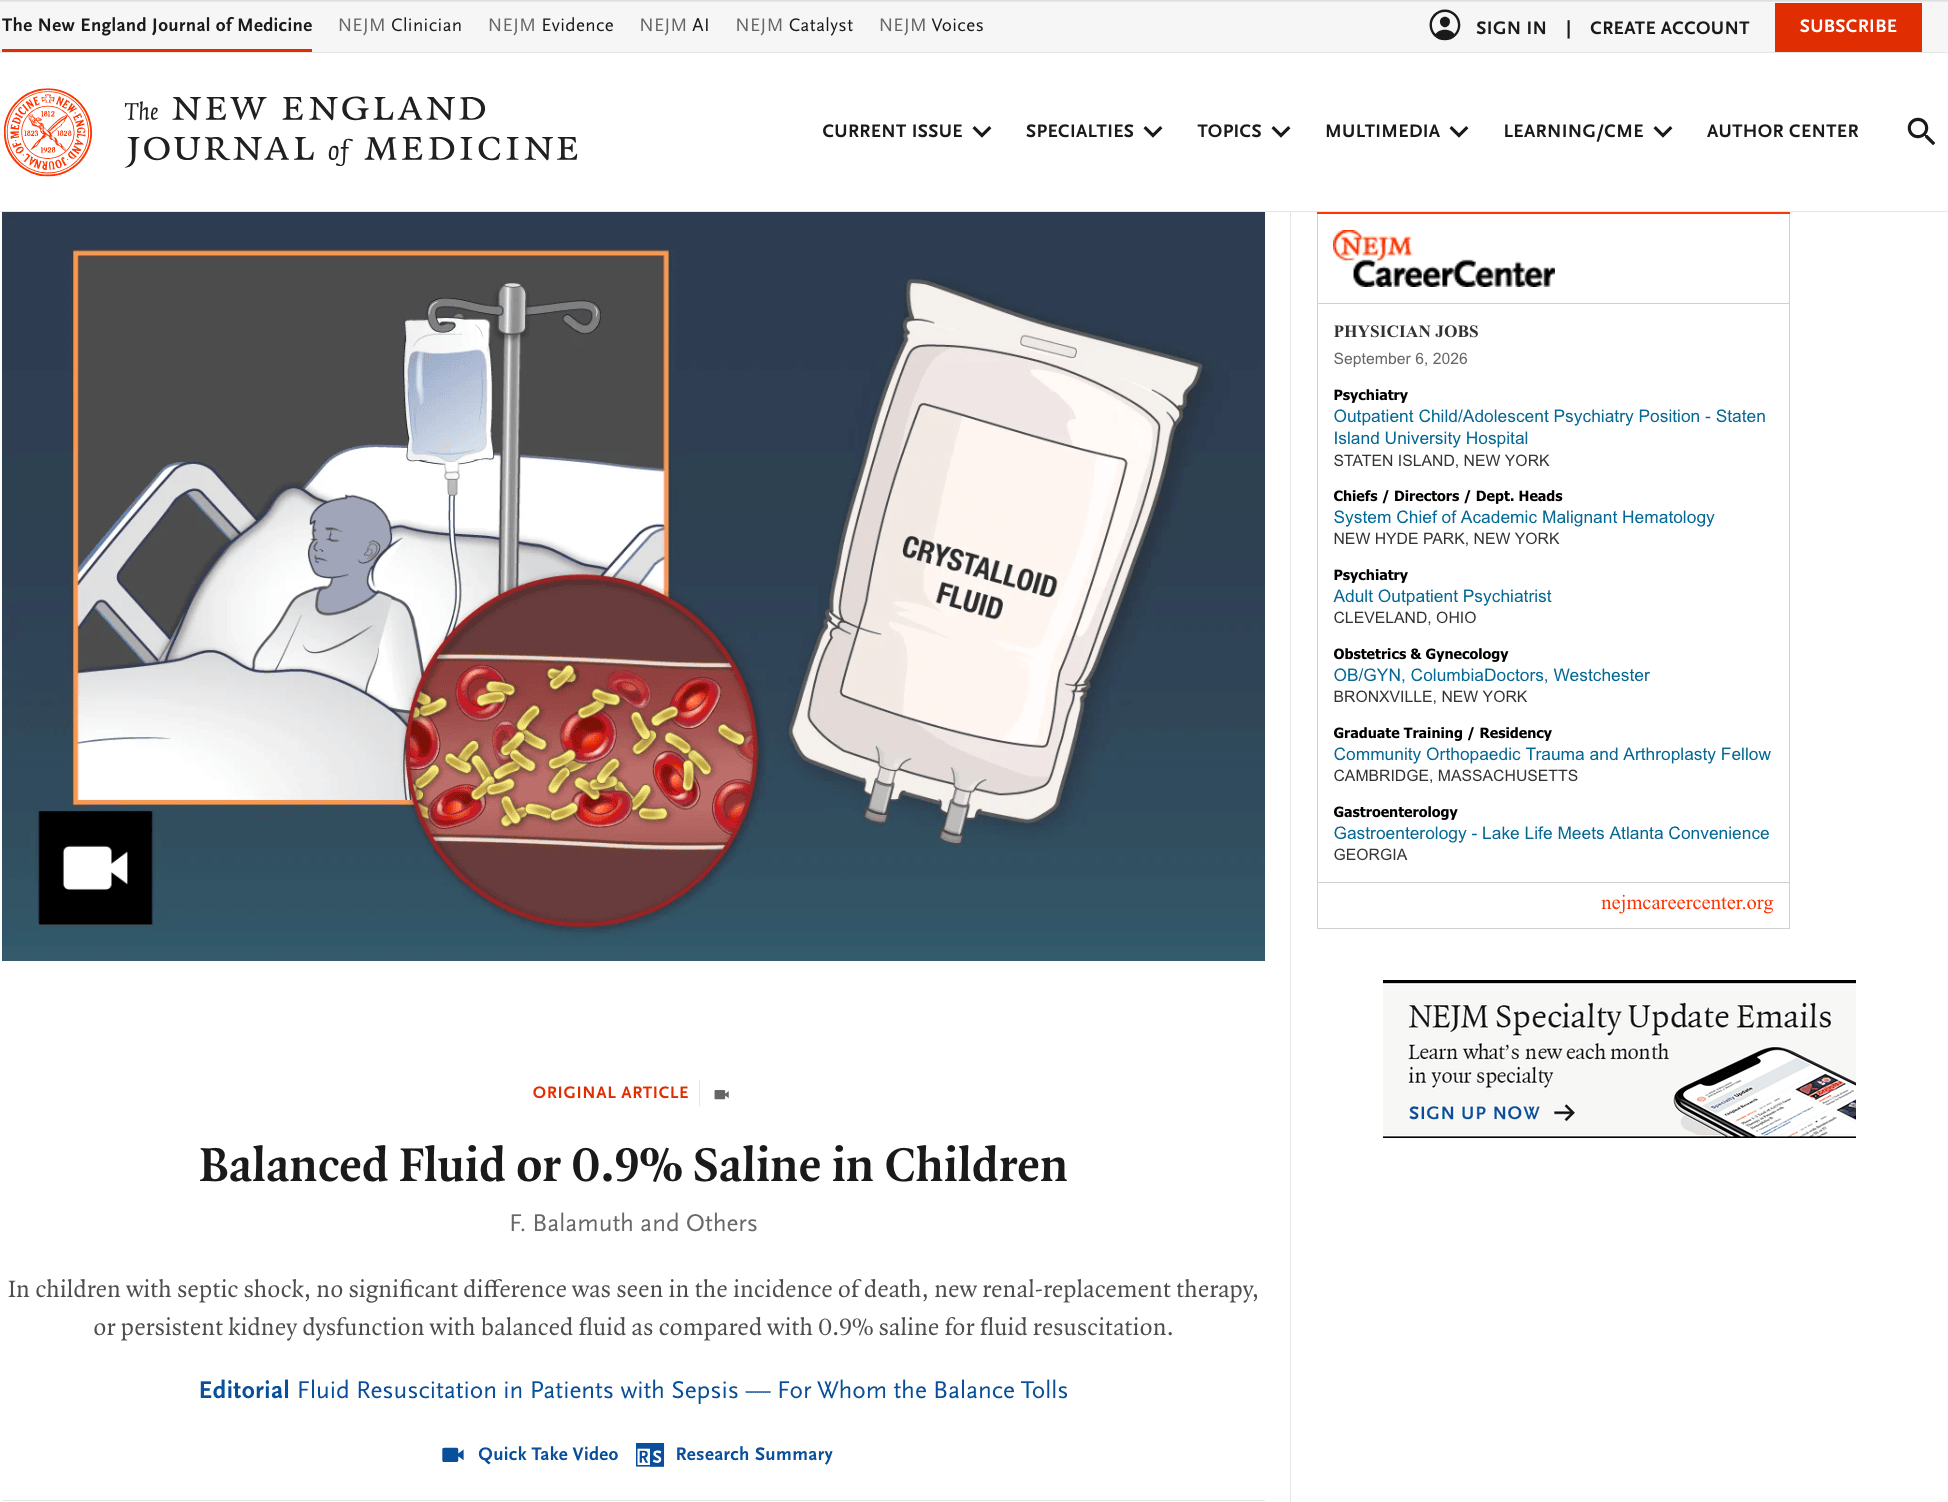 The New England Journal of Medicine
NEJM Clinician
NEJM Evidence
NEJM AI
NEJM Catalyst
NEJM Voices
SIGN IN | CREATE ACCOUNT
SUBSCRIBE
The NEW ENGLAND
JOURNAL of MEDICINE
CURRENT ISSUE
SPECIALTIES
TOPICS
MULTIMEDIA
LEARNING/CME
AUTHOR CENTER
CRYSTALLOID
FLUID
ORIGINAL ARTICLE
Balanced Fluid or 0.9% Saline in Children
F. Balamuth and Others
In children with septic shock, no significant difference was seen in the incidence of death, new renal-replacement therapy,
or persistent kidney dysfunction with balanced fluid as compared with 0.9% saline for fluid resuscitation.
Editorial Fluid Resuscitation in Patients with Sepsis — For Whom the Balance Tolls
Quick Take Video
RS Research Summary
NEJM
CareerCenter
PHYSICIAN JOBS
September 6, 2026
Psychiatry
Outpatient Child/Adolescent Psychiatry Position - Staten
Island University Hospital
STATEN ISLAND, NEW YORK
Chiefs / Directors / Dept. Heads
System Chief of Academic Malignant Hematology
NEW HYDE PARK, NEW YORK
Psychiatry
Adult Outpatient Psychiatrist
CLEVELAND, OHIO
Obstetrics & Gynecology
OB/GYN, ColumbiaDoctors, Westchester
BRONXVILLE, NEW YORK
Graduate Training / Residency
Community Orthopaedic Trauma and Arthroplasty Fellow
CAMBRIDGE, MASSACHUSETTS
Gastroenterology
Gastroenterology - Lake Life Meets Atlanta Convenience
GEORGIA
nejmcareercenter.org
NEJM Specialty Update Emails
Learn what's new each month
in your specialty
SIGN UP NOW